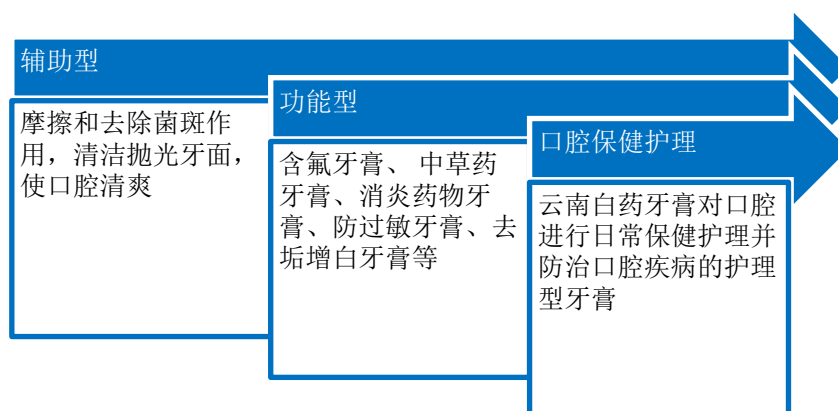 辅助型
摩擦和去除菌斑作
用，清洁抛光牙面，
使口腔清爽
功能型
含氟牙膏、 中草药
牙膏、消炎药物牙
膏、防过敏牙膏、去
垢增白牙膏等
口腔保健护理
云南白药牙膏对口腔
进行日常保健护理并
防治口腔疾病的护理
型牙膏